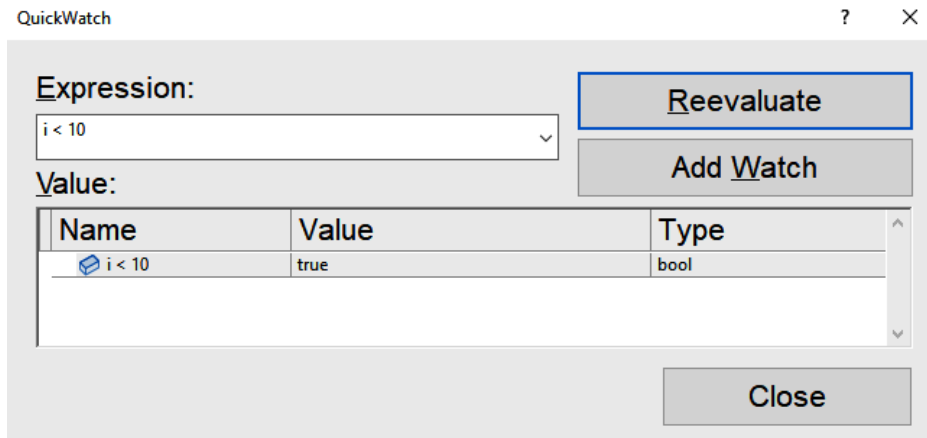 QuickWatch ? ×
Expression:
Reevaluate
i < 10
Add Watch
Value:
Name Value Type
i < 10 true bool
Close